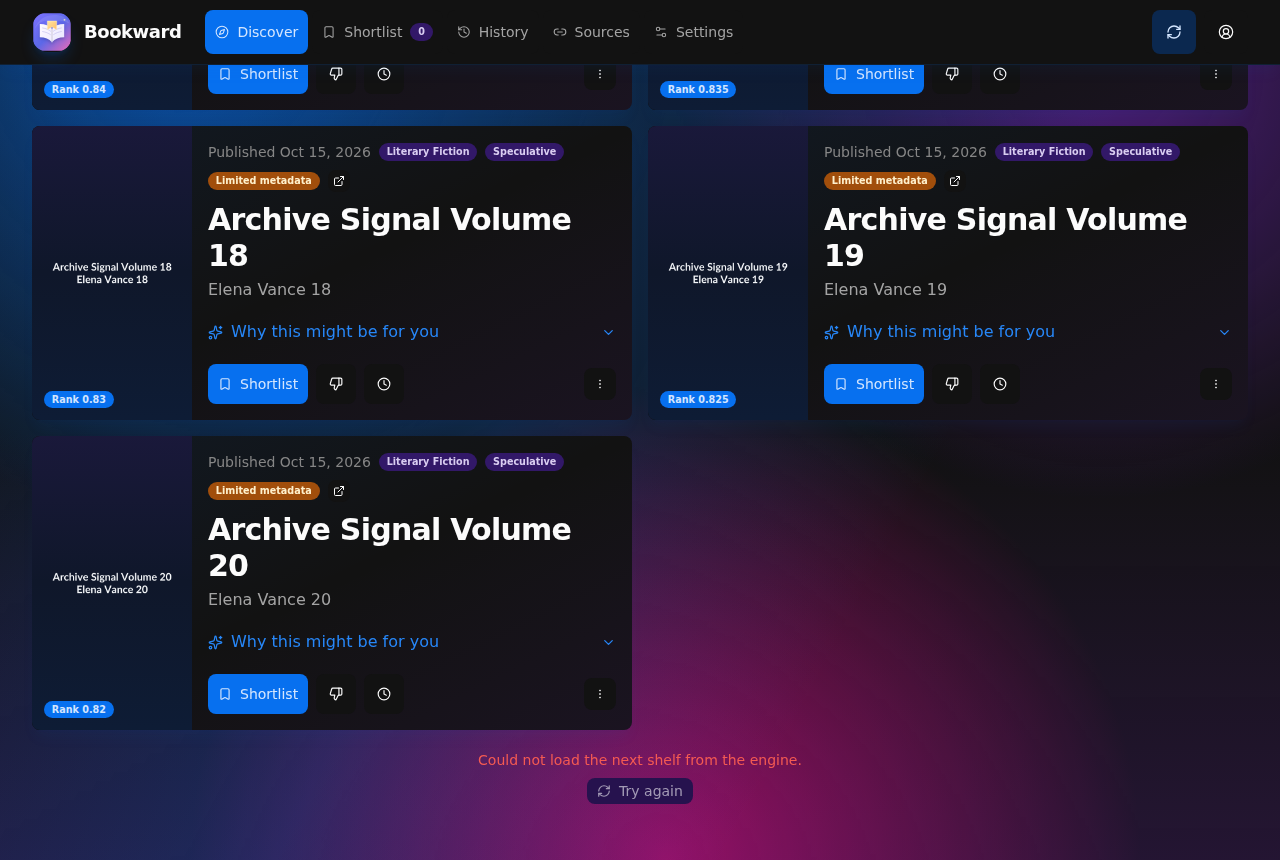 Bookward
Discover
Shortlist 0
History
Sources
Settings
Rank 0.84
Shortlist
Rank 0.835
Shortlist
Published Oct 15, 2026 Literary Fiction Speculative
Limited metadata
Archive Signal Volume
18
Elena Vance 18
Why this might be for you
Shortlist
Archive Signal Volume 18
Elena Vance 18
Rank 0.83
Published Oct 15, 2026 Literary Fiction Speculative
Limited metadata
Archive Signal Volume
19
Elena Vance 19
Why this might be for you
Shortlist
Archive Signal Volume 19
Elena Vance 19
Rank 0.825
Published Oct 15, 2026 Literary Fiction Speculative
Limited metadata
Archive Signal Volume
20
Elena Vance 20
Why this might be for you
Shortlist
Archive Signal Volume 20
Elena Vance 20
Rank 0.82
Could not load the next shelf from the engine.
Try again